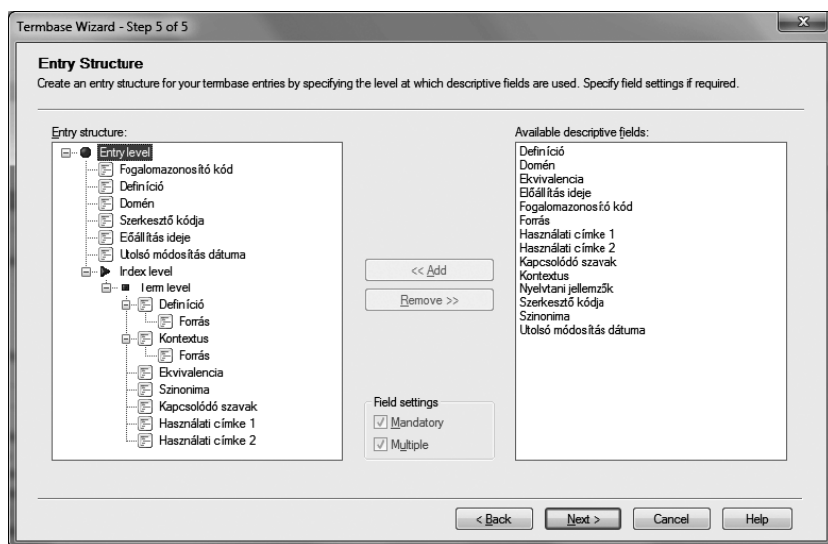 Termbase Wizard - Step 5 of 5
Entry Structure
Create an entry structure for your termbase entries by specifying the level at which descriptive fields are used. Specify field settings if required.
Entry structure:
Entry level
Fogalomazonosító kód
Definíció
Domén
Szerkesztő kódja
Előállítás ideje
Utolsó módosítás dátuma
Index level
Term level
Definíció
Forrás
Kontextus
Forrás
Ekvivalencia
Szinonima
Kapcsolódó szavak
Használati címke 1
Használati címke 2
<< Add
Remove >>
Field settings
Mandatory
Multiple
Available descriptive fields:
Definíció
Domén
Ekvivalencia
Előállítás ideje
Fogalomazonosító kód
Forrás
Használati címke 1
Használati címke 2
Kapcsolódó szavak
Kontextus
Nyelvtani jellemzők
Szerkesztő kódja
Szinonima
Utolsó módosítás dátuma
< Back
Next >
Cancel
Help